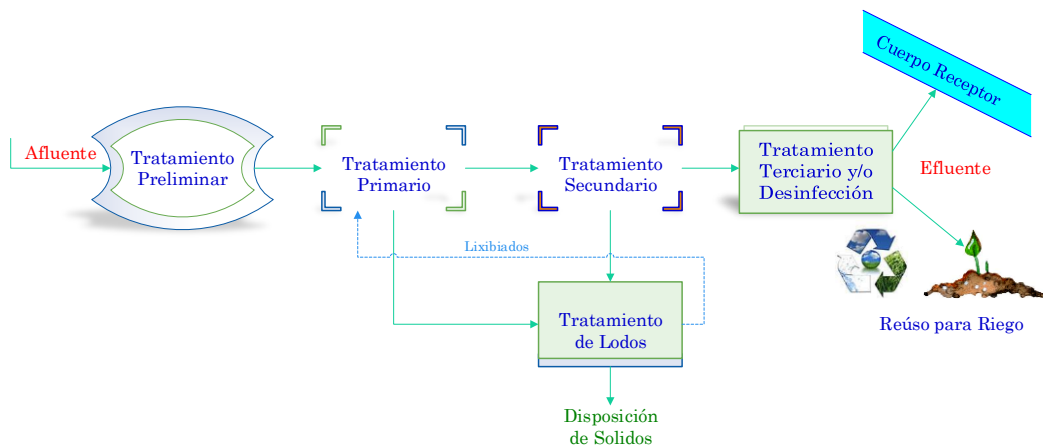 Cuerpo Receptor
Afluente
Tratamiento
Preliminar
Tratamiento
Primario
Tratamiento
Secundario
Tratamiento
Terciario y/o
Desinfección
Efluente
Lixibiados
Tratamiento
de Lodos
Reúso para Riego
Disposición
de Solidos